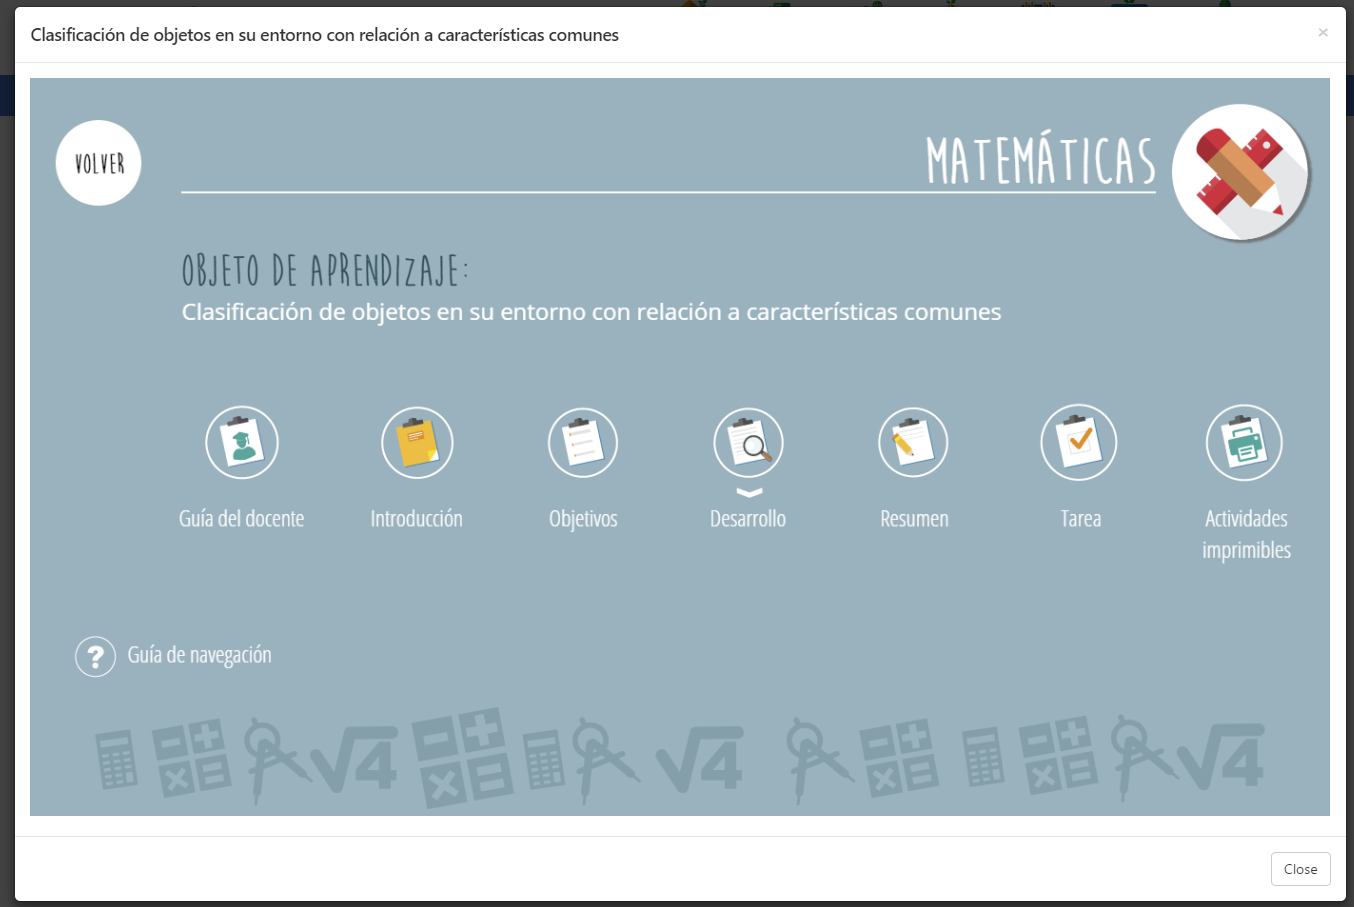 Clasificación de objetos en su entorno con relación a características comunes
×
VOLVER
MATEMÁTICAS
OBJETO DE APRENDIZAJE:
Clasificación de objetos en su entorno con relación a características comunes
Guía del docente
Introducción
Objetivos
Desarrollo
Resumen
Tarea
Actividades
imprimibles
? Guía de navegación
√4
√4
√4
Close